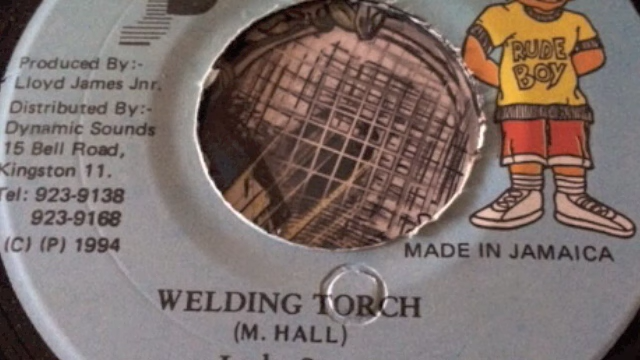 RUDE
BOY
Produced By:-
Lloyd James Jnr.
Distributed By:-
Dynamic Sounds
15 Bell Road,
Kingston 11.
Tel: 923-9138
923-9168
(C) (P) 1994
MADE IN JAMAICA
WELDING TORCH
(M. HALL)